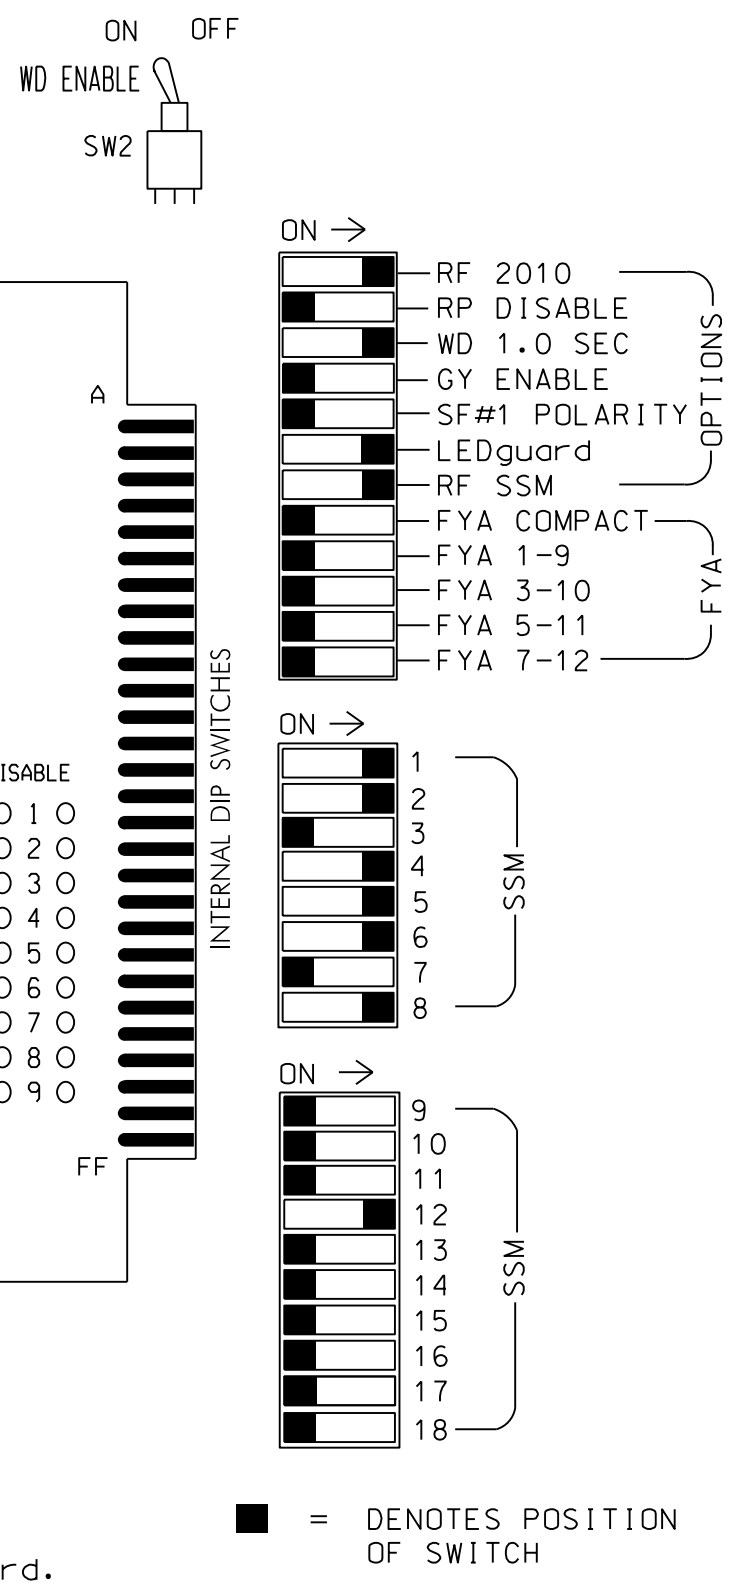 ON OFF
WD ENABLE
SW2
ON
RF 2010
RP DISABLE
WD 1.0 SEC
GY ENABLE
SF#1 POLARITY
LEDguard
RF SSM
OPTIONS
FYA COMPACT
FYA 1-9
FYA 3-10
FYA 5-11
FYA 7-12
FYA
A
FF
INTERNAL DIP SWITCHES
ISABLE
1
2
3
4
5
6
7
8
9
ON
1
2
3
4
5
6
7
8
SSM
ON
9
10
11
12
13
14
15
16
17
18
SSM
= DENOTES POSITION
OF SWITCH
rd.